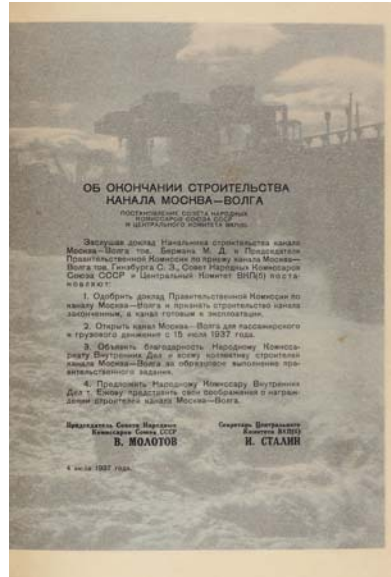 ОБ ОКОНЧАНИИ СТРОИТЕЛЬСТВА
КАНАЛА МОСКВА—ВОЛГА
ПОСТАНОВЛЕНИЕ СОВЕТА НАРОДНЫХ
КОМИССАРОВ СОЮЗА ССР
И ЦЕНТРАЛЬНОГО КОМИТЕТА ВКП(б)
Заслушав доклад Начальника строительства канала
Москва—Волга тов. Бермана М. Д. и Председателя
Правительственной Комиссии по приему канала Москва—
Волга тов. Гинзбурга С. З., Совет Народных Комиссаров
Союза ССР и Центральный Комитет ВКП(б) поста-
новляют:
1. Одобрить доклад Правительственной Комиссии по
каналу Москва—Волга и признать строительство канала
законченным, а канал готовым к эксплоатации.
2. Открыть канал Москва—Волга для пассажирского
и грузового движения с 15 июля 1937 года.
3. Объявить благодарность Народному Комисса-
риату Внутренних Дел и всему коллективу строителей
канала Москва—Волга за образцовое выполнение пра-
вительственного задания.
4. Предложить Народному Комиссару Внутренних
Дел т. Ежову представить свои соображения о награж-
дении строителей канала Москва—Волга.
Председатель Совета Народных
Комиссаров Союза ССР
В. МОЛОТОВ
Секретарь Центрального
Комитета ВКП(б)
И. СТАЛИН
4 июля 1937 года.